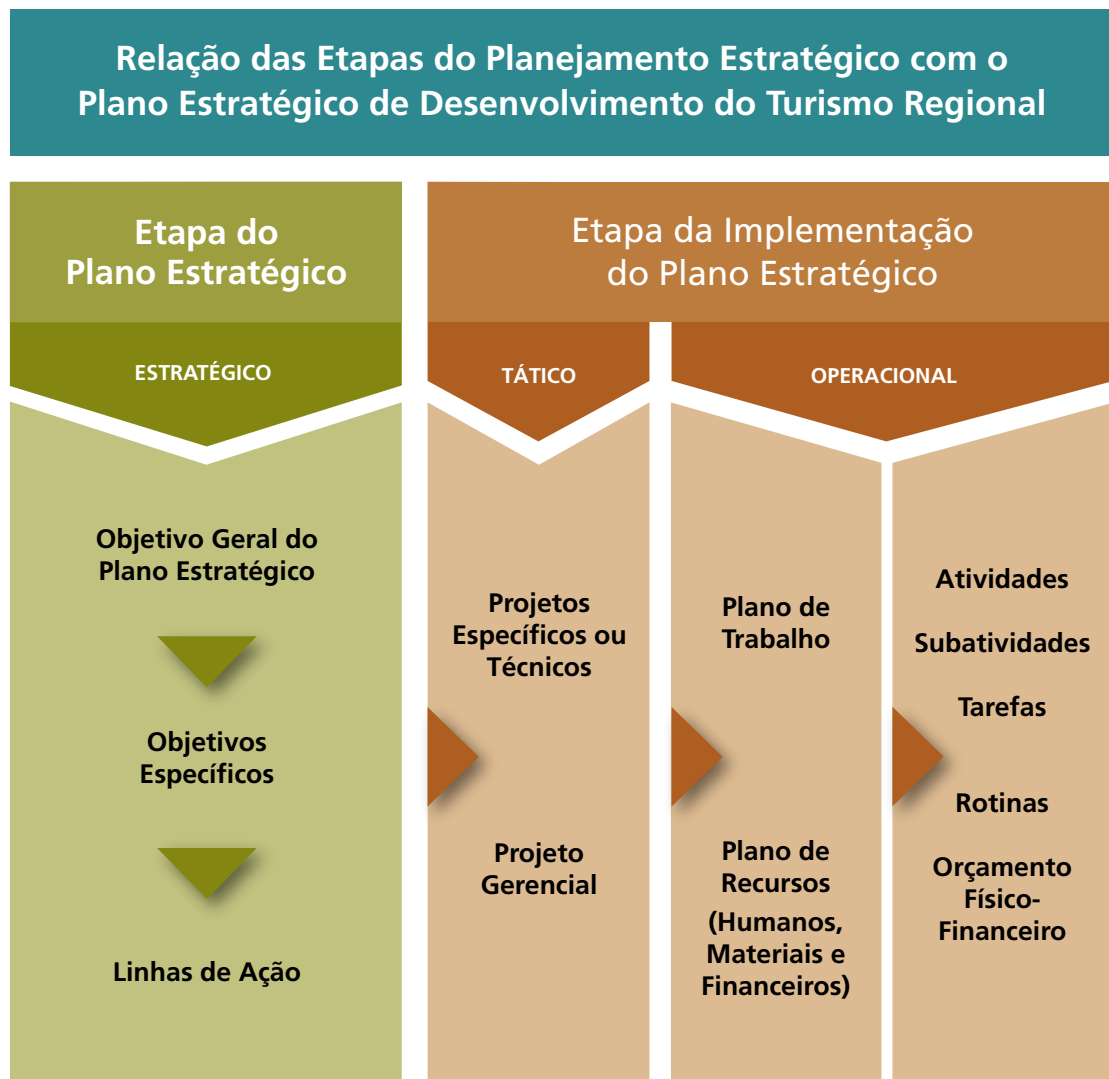 Relação das Etapas do Planejamento Estratégico com o
Plano Estratégico de Desenvolvimento do Turismo Regional
Etapa do
Plano Estratégico
ESTRATÉGICO
Objetivo Geral do
Plano Estratégico
Objetivos
Específicos
Linhas de Ação
Etapa da Implementação
do Plano Estratégico
TÁTICO
Projetos
Específicos ou
Técnicos
Projeto
Gerencial
OPERACIONAL
Plano de
Trabalho
Plano de
Recursos
(Humanos,
Materiais e
Financeiros)
Atividades
Subatividades
Tarefas
Rotinas
Orçamento
Físico-
Financeiro